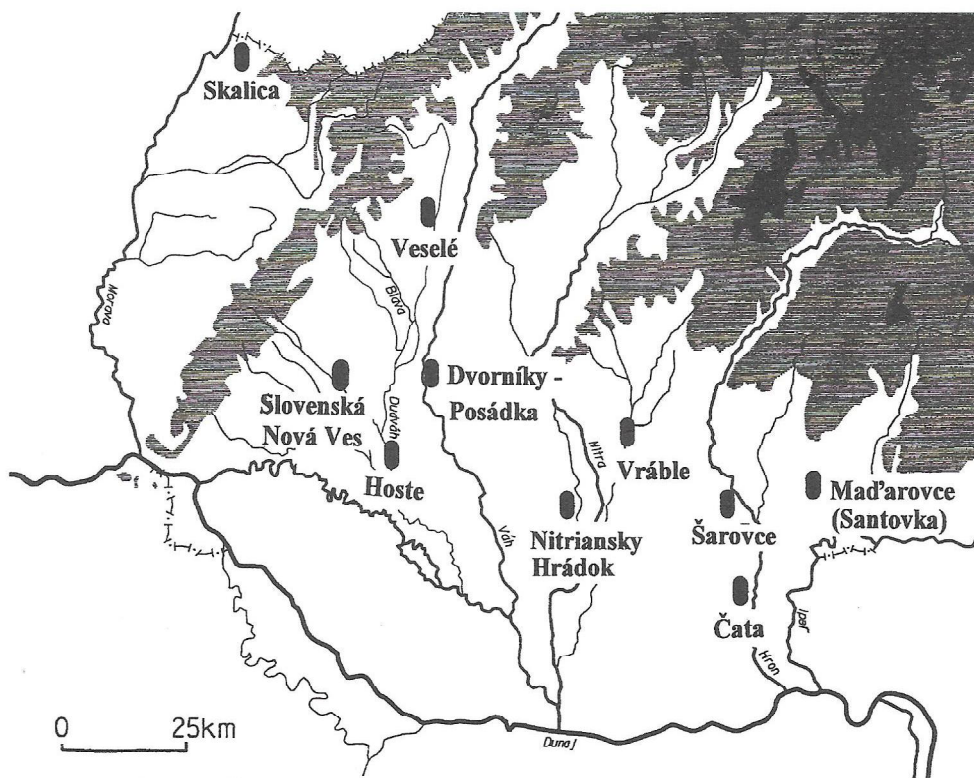 Skalica
Veselé
Morava
Blava
Dvorníky -
Posádka
Slovenská
Nová Ves
Dudváh
Hoste
Nitra
Vráble
Váh
Nitriansky
Hrádok
Šarovce
Maďarovce
(Santovka)
Čata
Ipeľ
Hron
0 25km
Dunaj